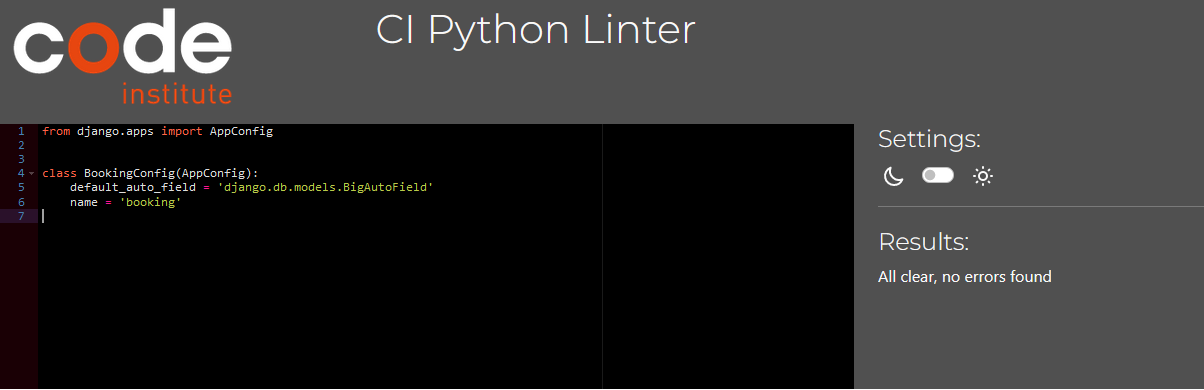 code
institute
CI Python Linter
1 from django.apps import AppConfig
2
3
4 class BookingConfig(AppConfig):
5     default_auto_field = 'django.db.models.BigAutoField'
6     name = 'booking'
7
Settings:
Results:
All clear, no errors found